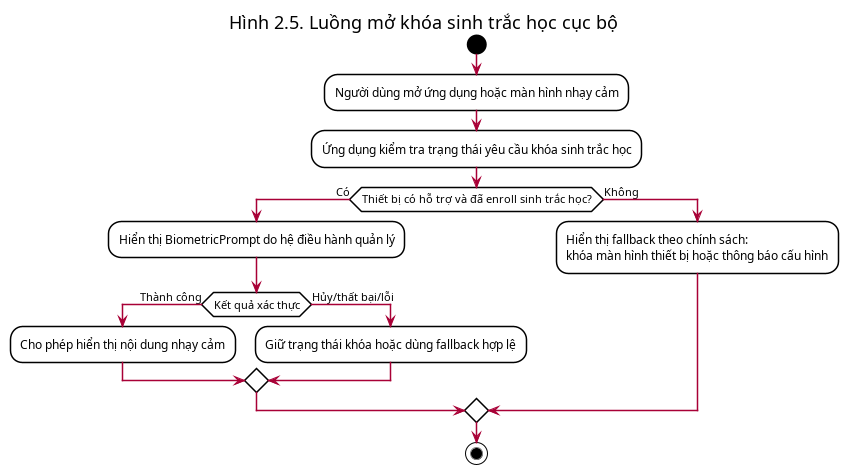 Hình 2.5. Luồng mở khóa sinh trắc học cục bộ
Người dùng mở ứng dụng hoặc màn hình nhạy cảm
Ứng dụng kiểm tra trạng thái yêu cầu khóa sinh trắc học
Có
Thiết bị có hỗ trợ và đã enroll sinh trắc học?
Không
Hiển thị BiometricPrompt do hệ điều hành quản lý
Hiển thị fallback theo chính sách:
khóa màn hình thiết bị hoặc thông báo cấu hình
Thành công
Kết quả xác thực
Hủy/thất bại/lỗi
Cho phép hiển thị nội dung nhạy cảm
Giữ trạng thái khóa hoặc dùng fallback hợp lệ